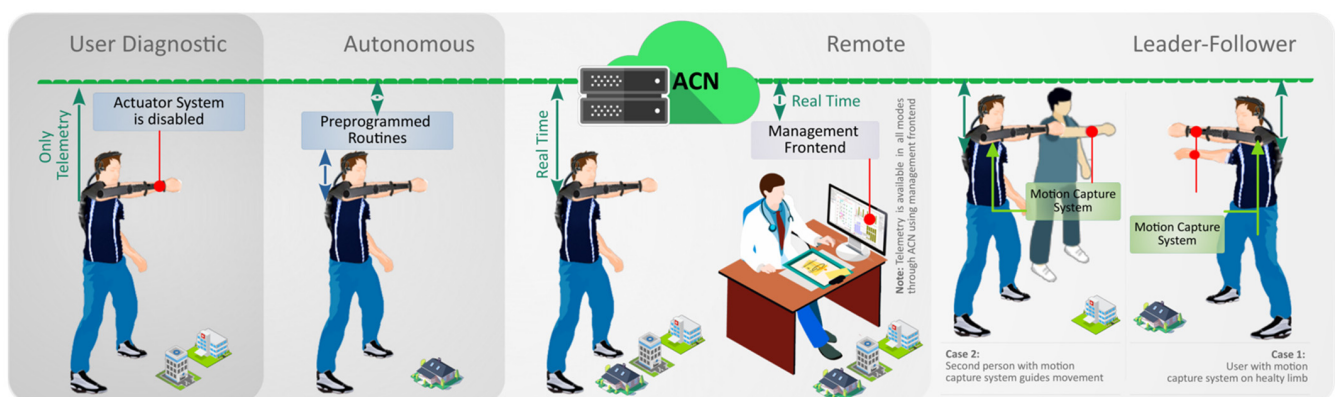 User Diagnostic
Only
Telemetry
Actuator System
is disabled
Autonomous
Preprogrammed
Routines
ACN
Real Time
Remote
Real Time
Management
Frontend
Note: Telemetry is available in all modes
through ACN using management frontend
Leader-Follower
Motion Capture
System
Case 2:
Second person with motion
capture system guides movement
Motion Capture
System
Case 1:
User with motion
capture system on healty limb